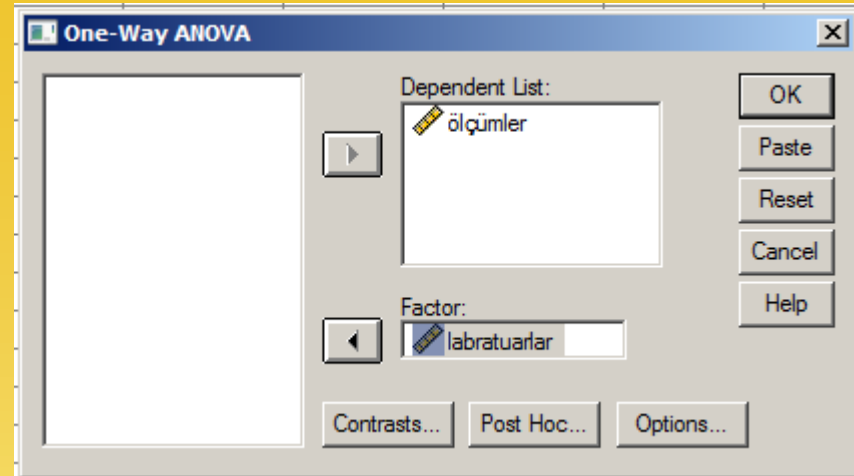 One-Way ANOVA
Dependent List:
ölçümler
Factor:
labratuarlar
OK
Paste
Reset
Cancel
Help
Contrasts...
Post Hoc...
Options...